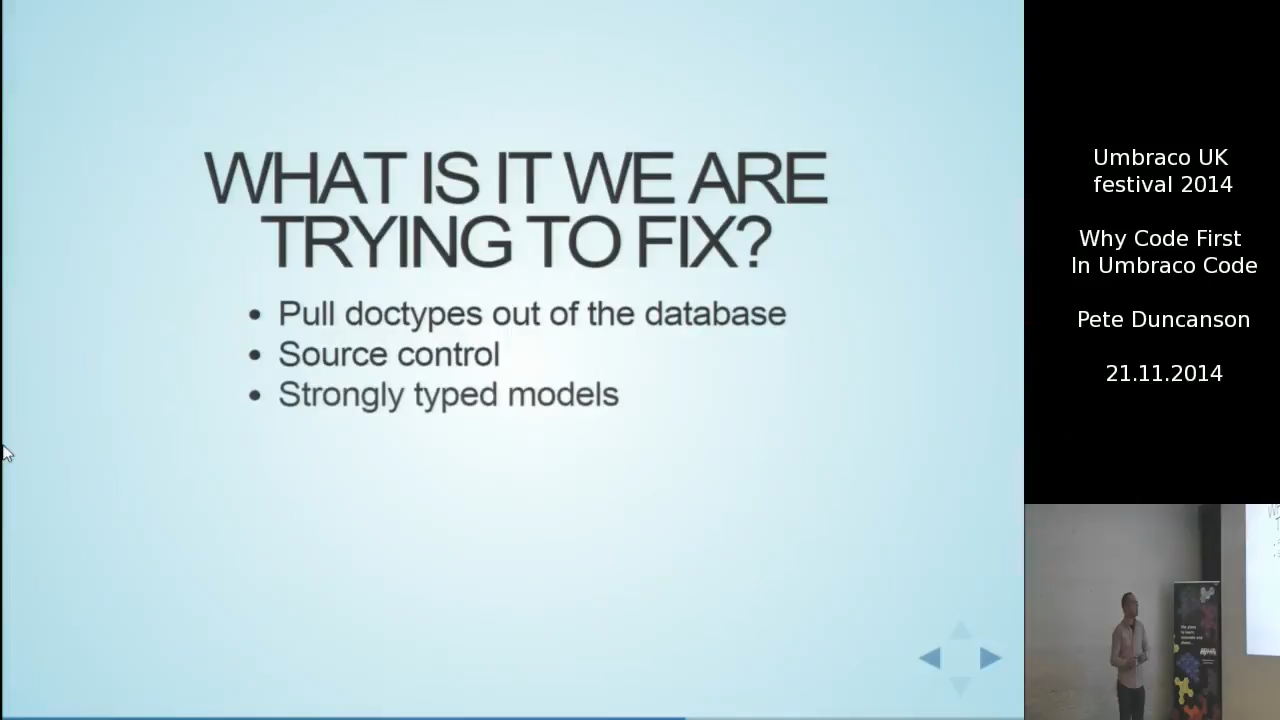 WHAT IS IT WE ARE
TRYING TO FIX?
• Pull doctypes out of the database
• Source control
• Strongly typed models
Umbraco UK
festival 2014
Why Code First
In Umbraco Code
Pete Duncanson
21.11.2014